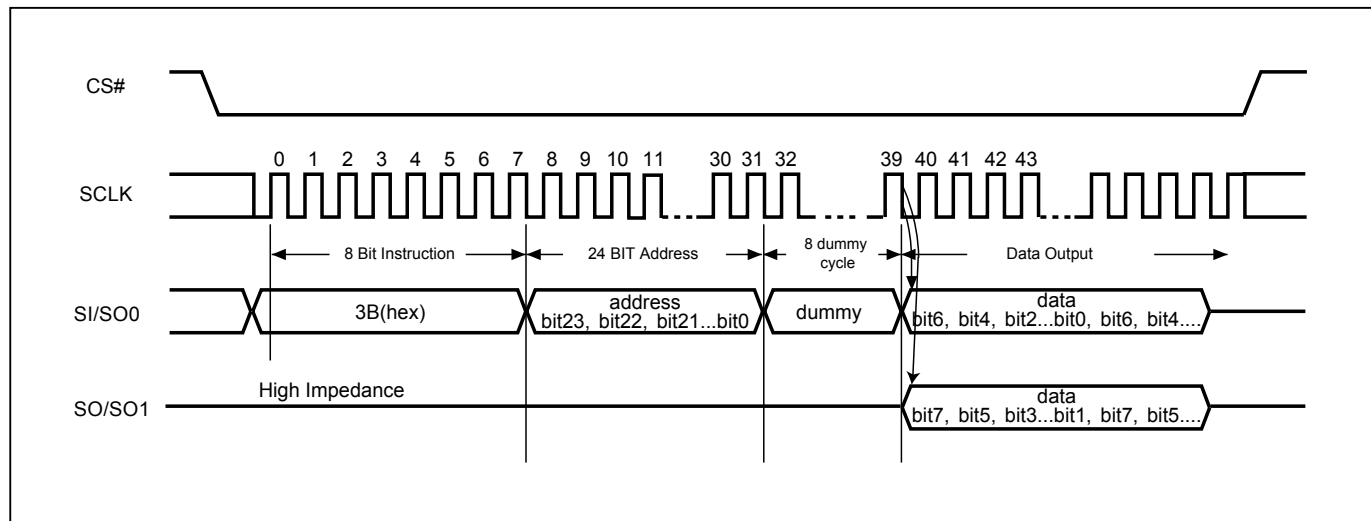 CS#
0 1 2 3 4 5 6 7 8 9 10 11 30 31 32 39 40 41 42 43
SCLK
8 Bit Instruction
24 BIT Address
8 dummy
cycle
Data Output
SI/SO0
3B(hex)
address
bit23, bit22, bit21...bit0
dummy
data
bit6, bit4, bit2...bit0, bit6, bit4....
High Impedance
SO/SO1
data
bit7, bit5, bit3...bit1, bit7, bit5....